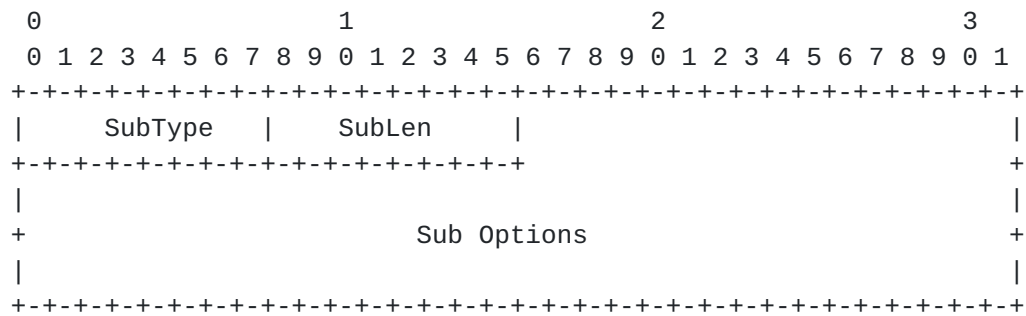 0                   1                   2                   3
 0 1 2 3 4 5 6 7 8 9 0 1 2 3 4 5 6 7 8 9 0 1 2 3 4 5 6 7 8 9 0 1
+-+-+-+-+-+-+-+-+-+-+-+-+-+-+-+-+-+-+-+-+-+-+-+-+-+-+-+-+-+-+-+-+
|     SubType   |    SubLen     |                               |
+-+-+-+-+-+-+-+-+-+-+-+-+-+-+-+-+                               +
|                                                               |
+                         Sub Options                           +
|                                                               |
+-+-+-+-+-+-+-+-+-+-+-+-+-+-+-+-+-+-+-+-+-+-+-+-+-+-+-+-+-+-+-+-+